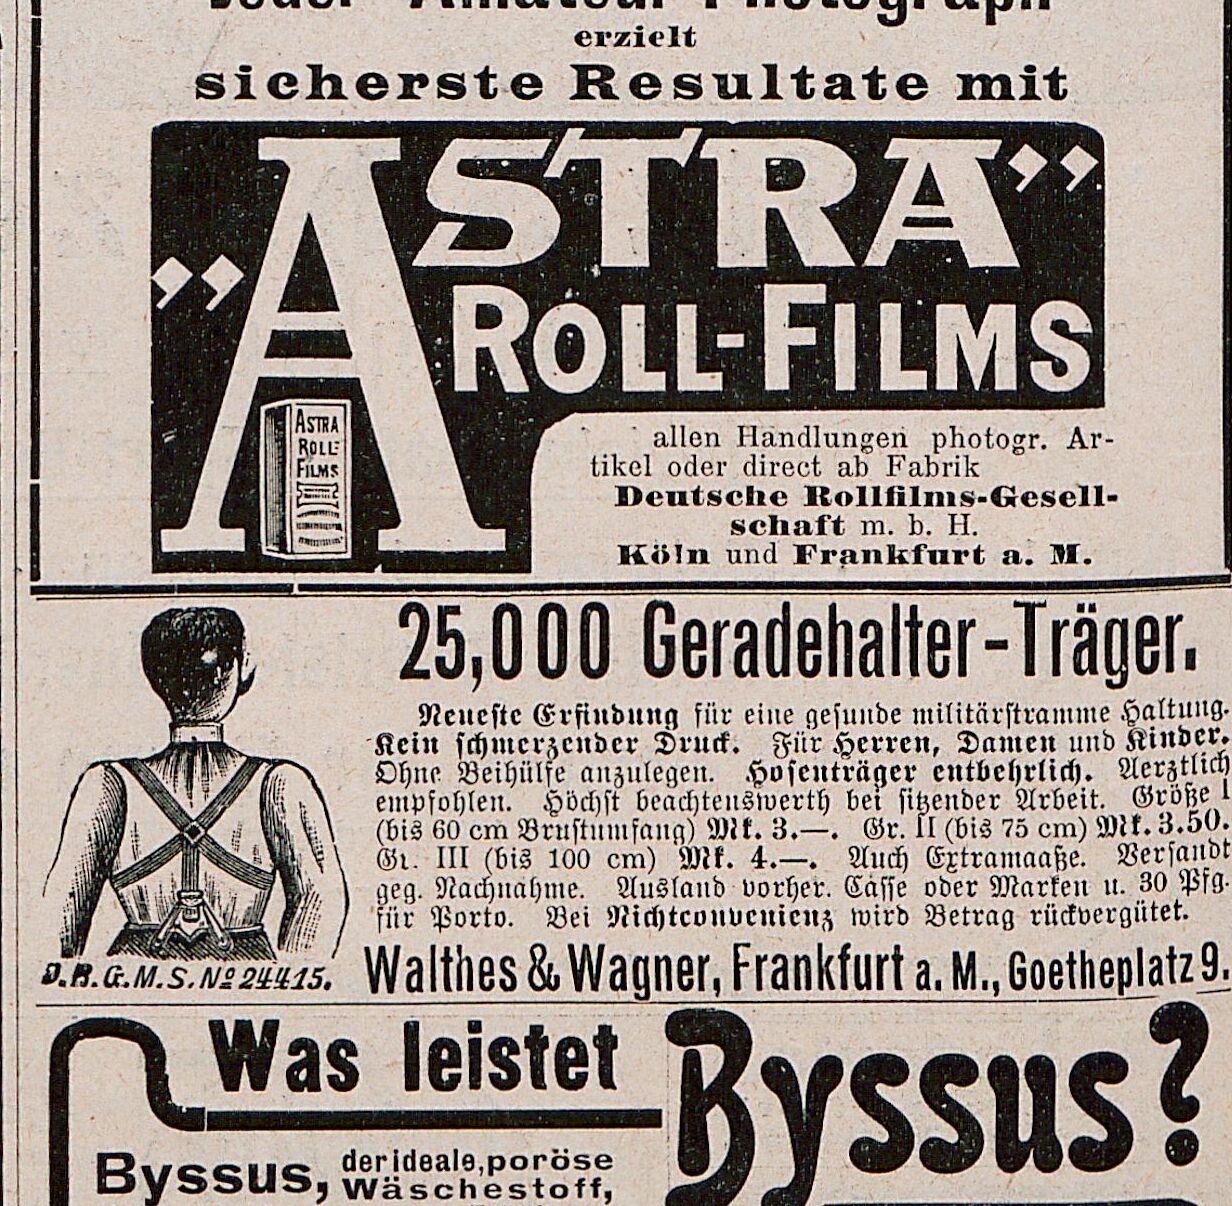 Jeder Amateur-Photograph
erzielt
sicherste Resultate mit
„ASTRA”
ROLL-FILMS
ASTRA
ROLL-
FILMS
allen Handlungen photogr. Ar-
tikel oder direct ab Fabrik
Deutsche Rollfilms-Gesell-
schaft m. b. H.
Köln und Frankfurt a. M.
25,000 Geradehalter-Träger.
Neueste Erfindung für eine gesunde militärstramme Haltung.
Kein schmerzender Druck. Für Herren, Damen und Kinder.
Ohne Beihülfe anzulegen. Hosenträger entbehrlich. Aerztlich
empfohlen. Höchst beachtenswerth bei sitzender Arbeit. Größe I
(bis 60 cm Brustumfang) Mk. 3.—. Gr. II (bis 75 cm) Mk. 3.50.
Gr. III (bis 100 cm) Mk. 4.—. Auch Extramaaße. Versandt
geg. Nachnahme. Ausland vorher. Casse oder Marken u. 30 Pfg.
für Porto. Bei Nichtconvenienz wird Betrag rückvergütet.
D.R.G.M.S. No 24415.
Walthes & Wagner, Frankfurt a. M., Goetheplatz 9.
Was leistet Byssus?
Byssus, der ideale, poröse
Wäschestoff,